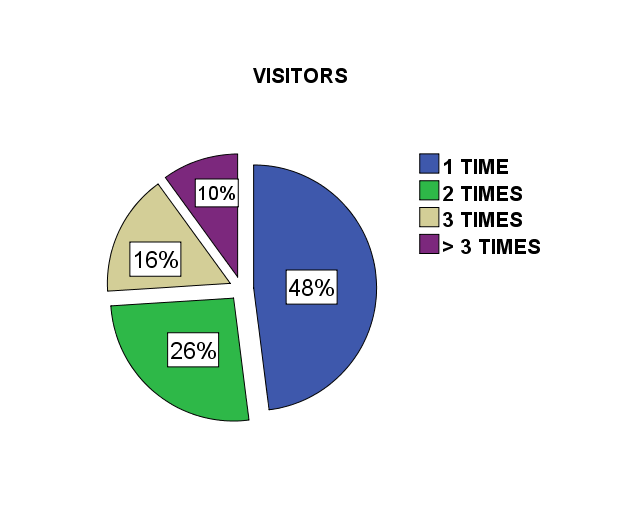 VISITORS
1 TIME
2 TIMES
3 TIMES
> 3 TIMES
10%
16%
48%
26%